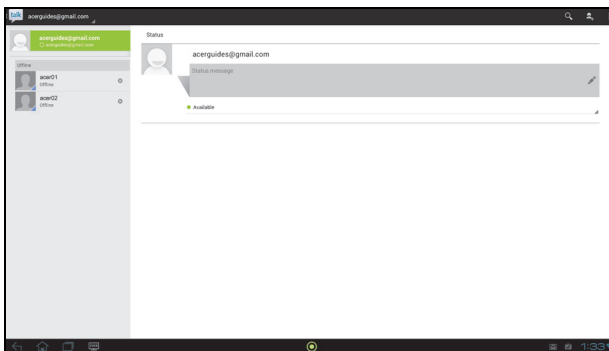 talk acerguides@gmail.com
acerguides@gmail.com
acerguides@gmail.com
Offline
acer01
Offline
acer02
Offline
Status
acerguides@gmail.com
Status message
Available
1:33